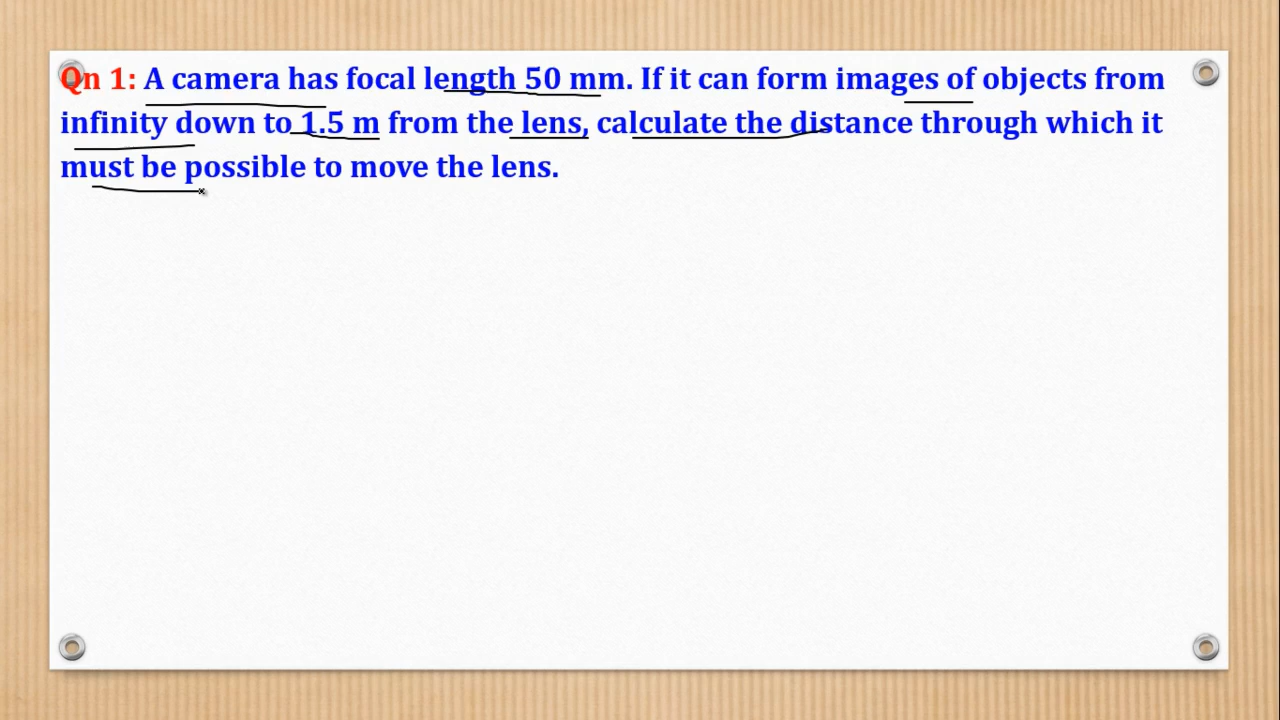 Qn 1: A camera has focal length 50 mm. If it can form images of objects from
infinity down to 1.5 m from the lens, calculate the distance through which it
must be possible to move the lens.